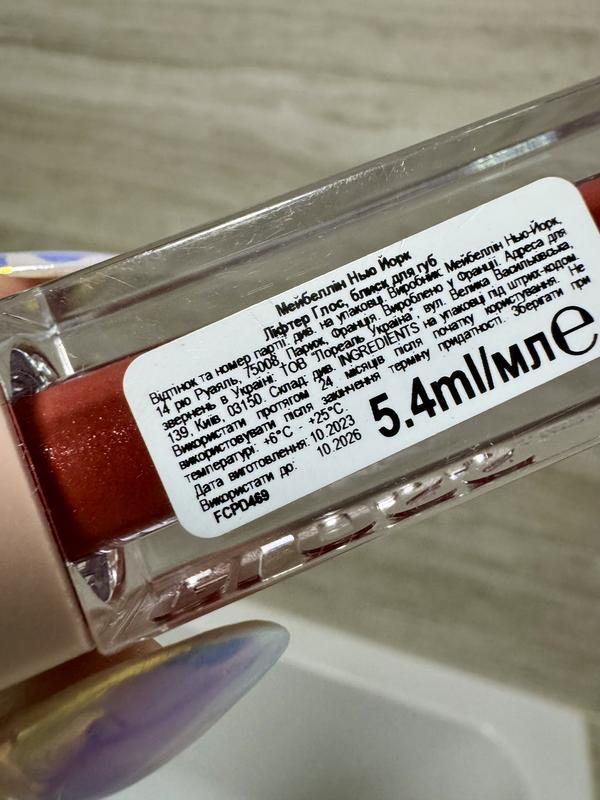 Мейбеллін Нью Йорк
Ліфтер Глос, блиск для губ
Відтінок та номер партії: див. на упаковці. Виробник: Мейбеллін Нью-Йорк,
14 рю Руаяль, 75008, Париж, Франція. Вироблено у Франції. Адреса для
звернень в Україні: ТОВ "Лореаль Україна", вул. Велика Васильківська,
139, Київ, 03150. Склад: див. INGREDIENTS на упаковці під штрих-кодом.
Використати протягом 24 місяців після початку користування. Не
використовувати після закінчення терміну придатності. Зберігати при
температурі: +6°С - +25°С.
Дата виготовлення: 10.2023
Використати до: 10.2026
FCPD469
5.4ml/мл e